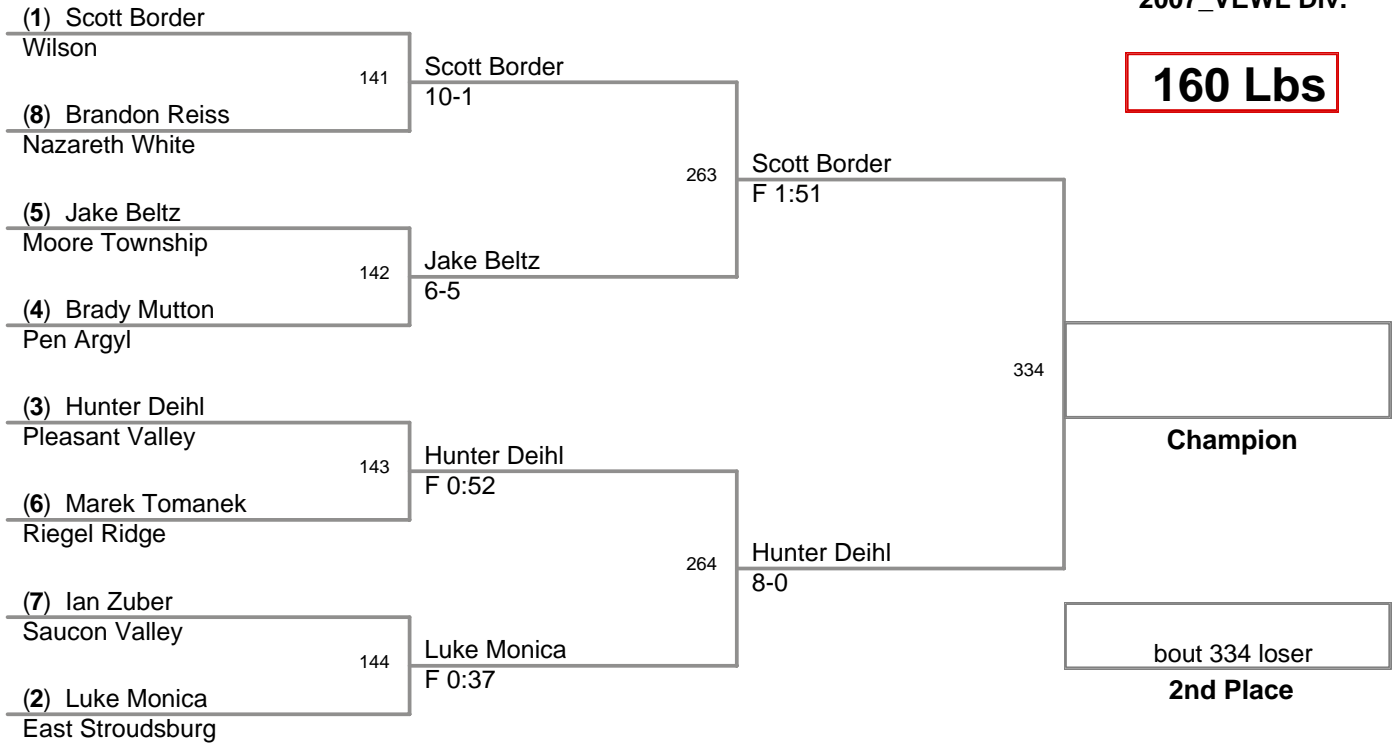 2007_VEWL Div.
160 Lbs
(1) Scott Border
Wilson
141
(8) Brandon Reiss
Nazareth White
Scott Border
10-1
(5) Jake Beltz
Moore Township
142
(4) Brady Mutton
Pen Argyl
Jake Beltz
6-5
263
Scott Border
F 1:51
(3) Hunter Deihl
Pleasant Valley
143
(6) Marek Tomanek
Riegel Ridge
Hunter Deihl
F 0:52
(7) Ian Zuber
Saucon Valley
144
(2) Luke Monica
East Stroudsburg
Luke Monica
F 0:37
264
Hunter Deihl
8-0
334
Champion
bout 334 loser
2nd Place